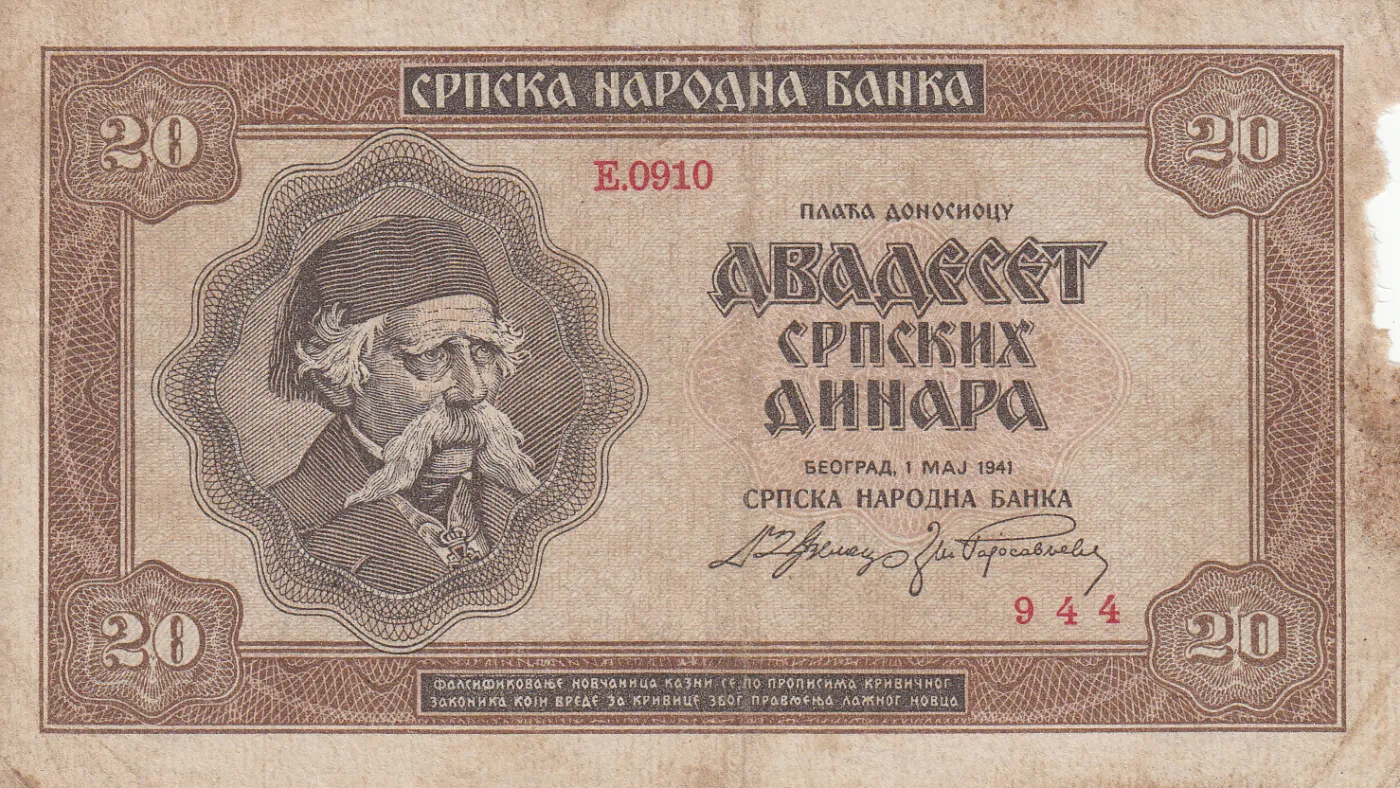 СРПСКА НАРОДНА БАНКА
20
20
E.0910
ПЛАЋА ДОНОСИОЦУ
ДВАДЕСЕТ
СРПСКИХ
ДИНАРА
БЕОГРАД, 1 МАЈ 1941
СРПСКА НАРОДНА БАНКА
944
20
20
ФАЛСИФИКОВАЊЕ НОВЧАНИЦА КАЗНИ СЕ ПО ПРОПИСИМА КРИВИЧНОГ
ЗАКОНИКА КОЈИ ВРЕДЕ ЗА КРИВИЦЕ ЗБОГ ПРАВЉЕЊА ЛАЖНОГ НОВЦА